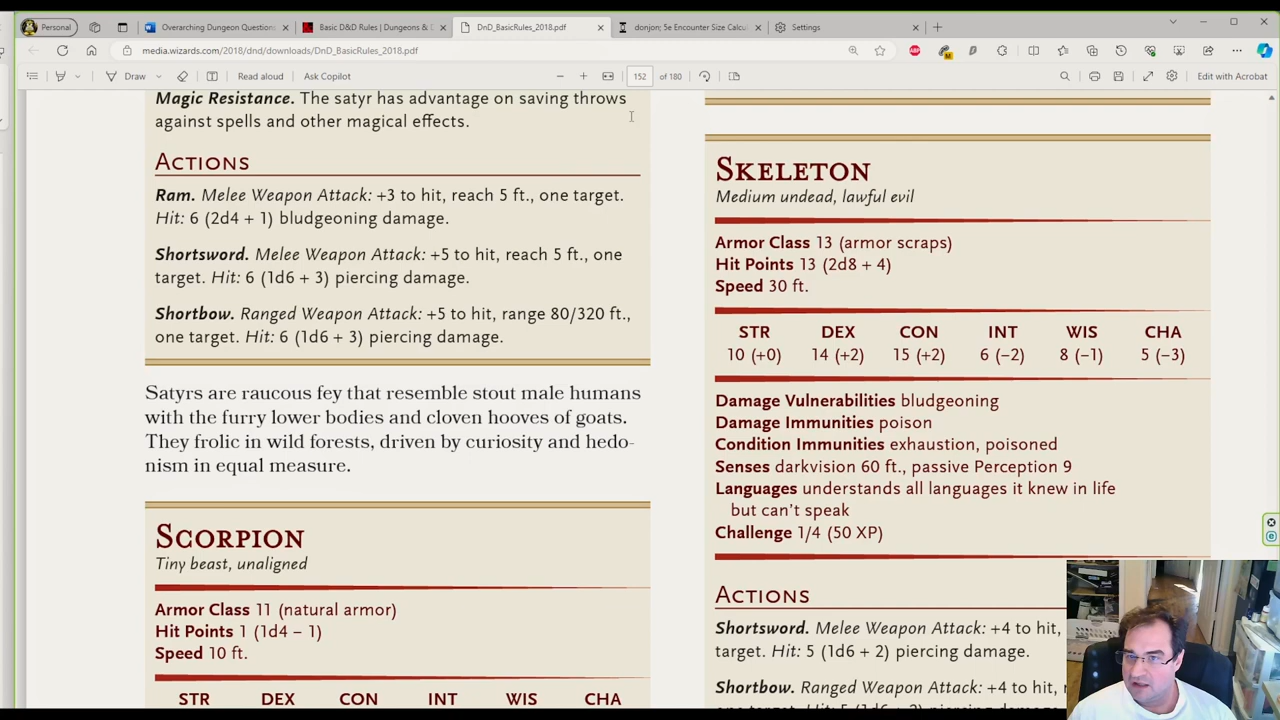 Personal
Overarching Dungeon Questions
Basic D&D Rules | Dungeons & D
DnD_BasicRules_2018.pdf
donjon; 5e Encounter Size Calcu
Settings
media.wizards.com/2018/dnd/downloads/DnD_BasicRules_2018.pdf
Draw
Read aloud
Ask Copilot
152 of 180
Edit with Acrobat
Magic Resistance. The satyr has advantage on saving throws
against spells and other magical effects.
Actions
Ram. Melee Weapon Attack: +3 to hit, reach 5 ft., one target.
Hit: 6 (2d4 + 1) bludgeoning damage.
Shortsword. Melee Weapon Attack: +5 to hit, reach 5 ft., one
target. Hit: 6 (1d6 + 3) piercing damage.
Shortbow. Ranged Weapon Attack: +5 to hit, range 80/320 ft.,
one target. Hit: 6 (1d6 + 3) piercing damage.
Satyrs are raucous fey that resemble stout male humans
with the furry lower bodies and cloven hooves of goats.
They frolic in wild forests, driven by curiosity and hedo-
nism in equal measure.
Scorpion
Tiny beast, unaligned
Armor Class 11 (natural armor)
Hit Points 1 (1d4 – 1)
Speed 10 ft.
STR DEX CON INT WIS CHA
Skeleton
Medium undead, lawful evil
Armor Class 13 (armor scraps)
Hit Points 13 (2d8 + 4)
Speed 30 ft.
STR DEX CON INT WIS CHA
10 (+0) 14 (+2) 15 (+2) 6 (−2) 8 (−1) 5 (−3)
Damage Vulnerabilities bludgeoning
Damage Immunities poison
Condition Immunities exhaustion, poisoned
Senses darkvision 60 ft., passive Perception 9
Languages understands all languages it knew in life
but can't speak
Challenge 1/4 (50 XP)
Actions
Shortsword. Melee Weapon Attack: +4 to hit,
target. Hit: 5 (1d6 + 2) piercing damage.
Shortbow. Ranged Weapon Attack: +4 to hit,
one target. Hit: 5 (1d6 + 2) piercing damage